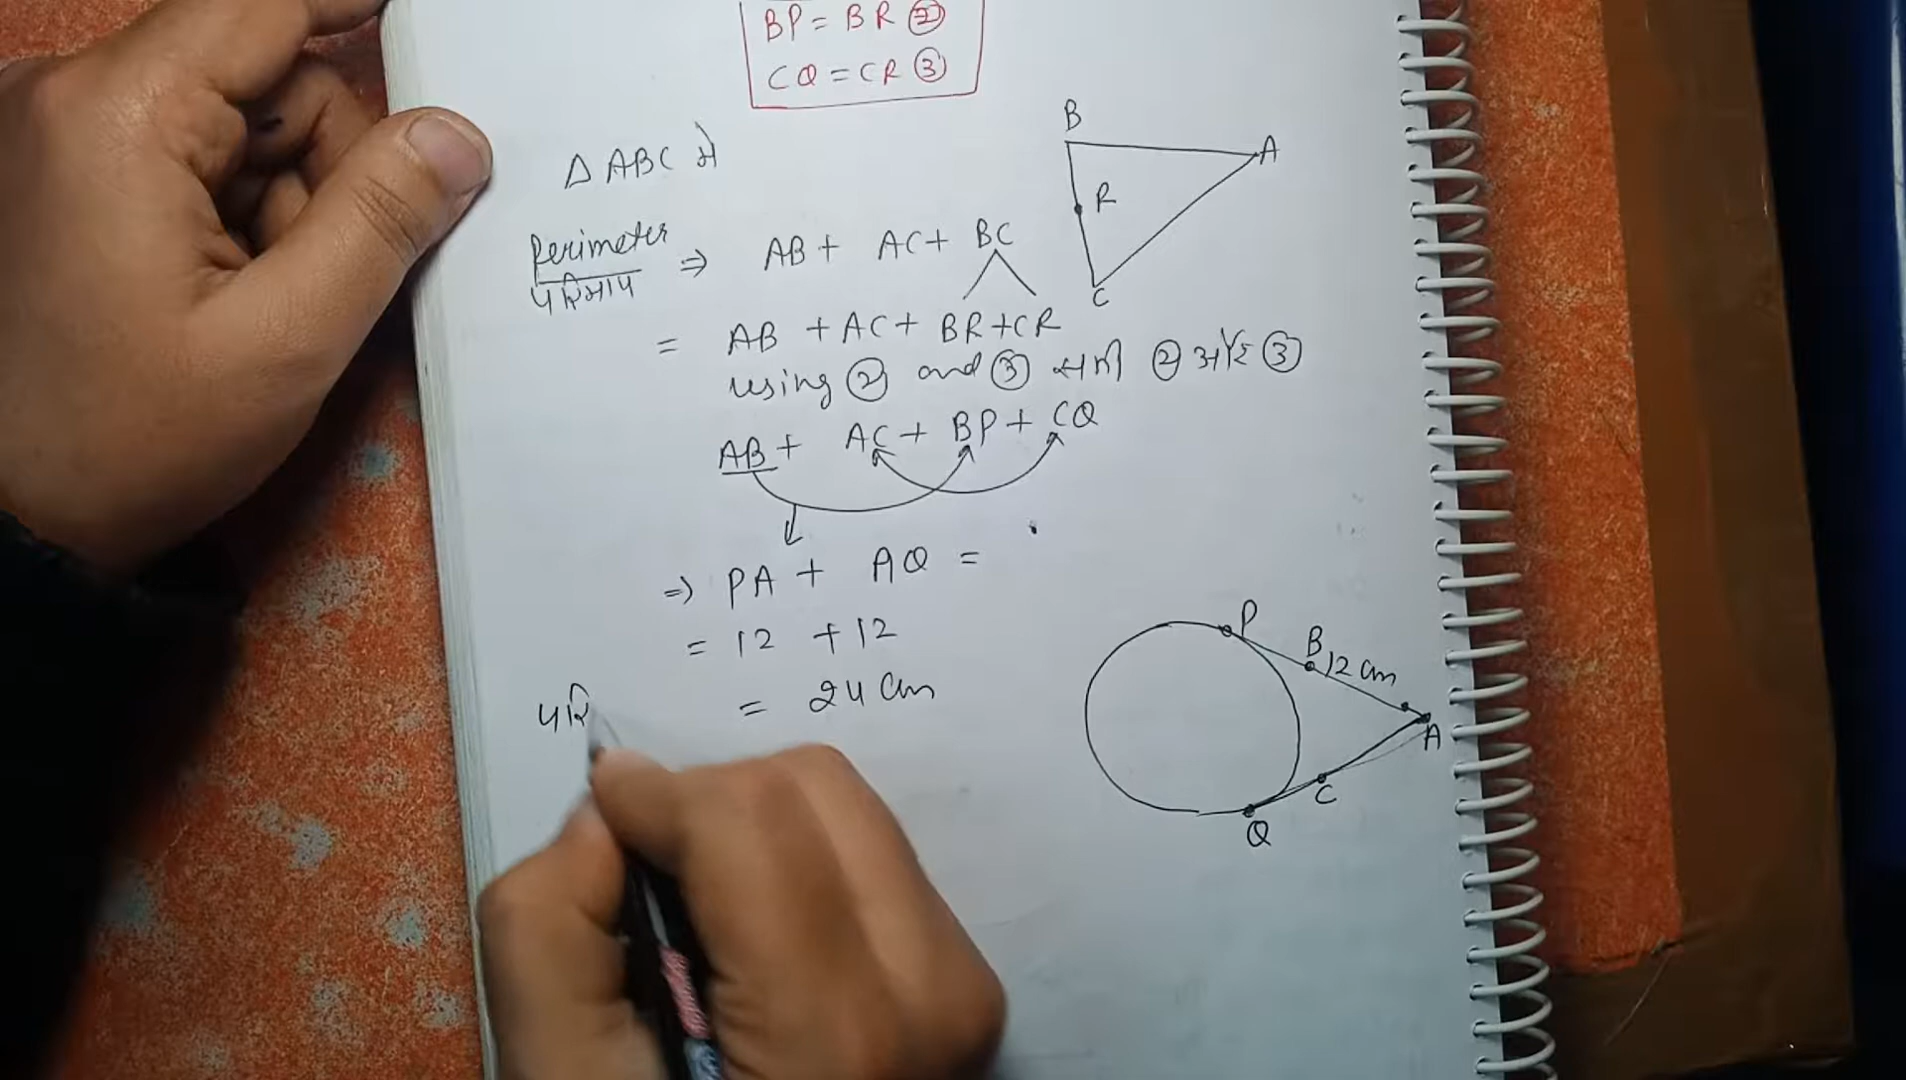 BP = BR ②
CQ = CR ③
△ ABC में
B
A
R
C
Perimeter ⇒ AB + AC + BC
परिमाप
= AB + AC + BR + CR
using ② and ③ समी ② और ③
AB + AC + BP + CQ
⇒ PA + AQ =
= 12 + 12
= 24 cm
परि
P
B 12 cm
A
C
Q